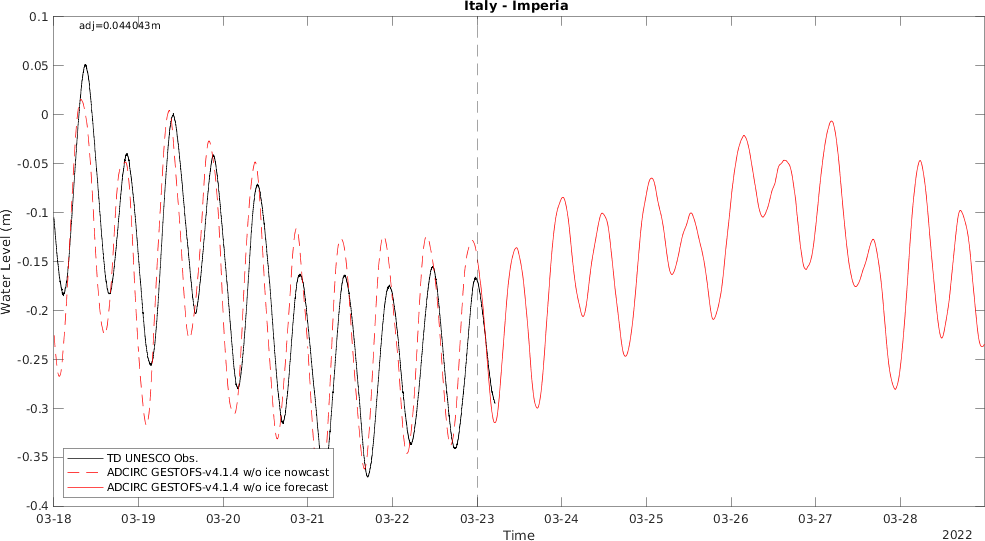 Italy - Imperia
adj=0.044043m
0.1
0.05
0
-0.05
-0.1
-0.15
-0.2
-0.25
-0.3
-0.35
-0.4
Water Level (m)
TD UNESCO Obs.
ADCIRC GESTOFS-v4.1.4 w/o ice nowcast
ADCIRC GESTOFS-v4.1.4 w/o ice forecast
03-18 03-19 03-20 03-21 03-22 03-23 03-24 03-25 03-26 03-27 03-28
Time
2022